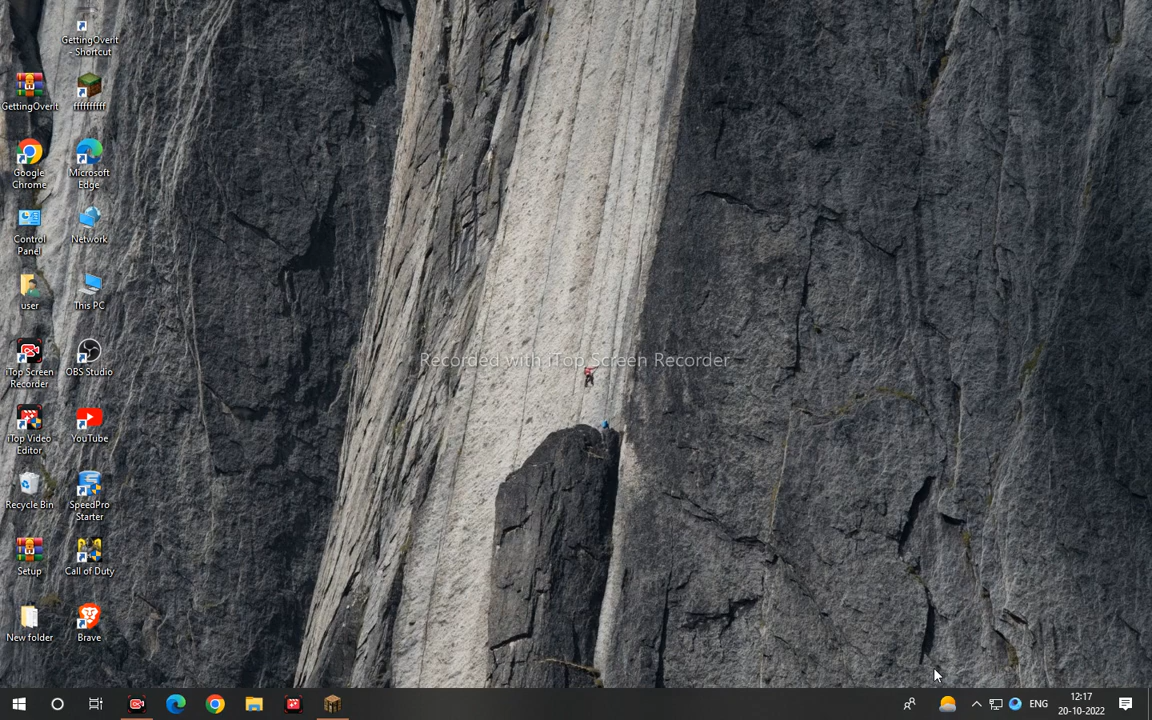 GettingOverit
- Shortcut
GettingOverit
ffffffffff
Google
Chrome
Microsoft
Edge
Control
Panel
Network
user
This PC
iTop Screen
Recorder
OBS Studio
iTop Video
Editor
YouTube
Recycle Bin
SpeedPro
Starter
Setup
Call of Duty
New folder
Brave
Recorded with iTop Screen Recorder
ENG
12:17
20-10-2022